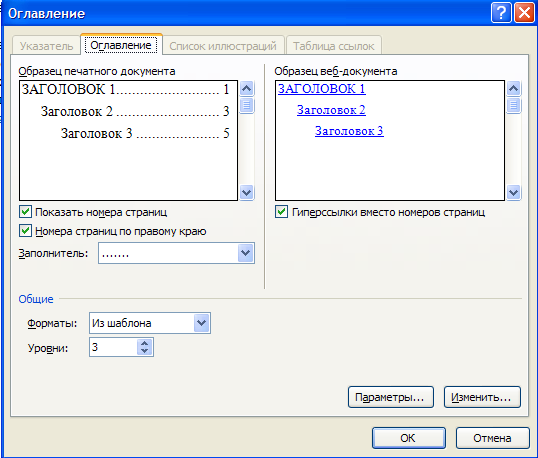 Оглавление
Указатель Оглавление Список иллюстраций Таблица ссылок
Образец печатного документа
ЗАГОЛОВОК 1........................... 1
Заголовок 2........................... 3
Заголовок 3...................... 5
Образец веб-документа
ЗАГОЛОВОК 1
Заголовок 2
Заголовок 3
Показать номера страниц
Номера страниц по правому краю
Заполнитель: .......
Гиперссылки вместо номеров страниц
Общие
Форматы: Из шаблона
Уровни: 3
Параметры... Изменить...
ОК Отмена